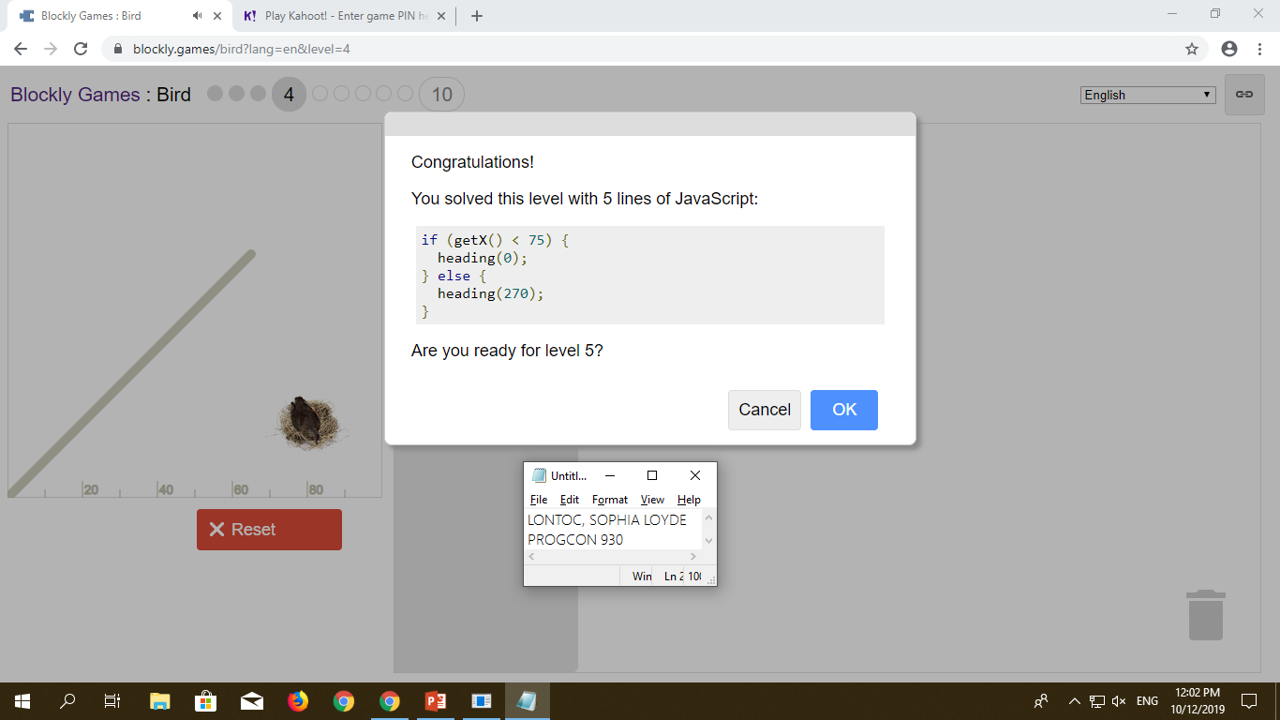 Blockly Games : Bird
Play Kahoot! - Enter game PIN he
blockly.games/bird?lang=en&level=4
Blockly Games : Bird 4 10
English
Congratulations!
You solved this level with 5 lines of JavaScript:
if (getX() < 75) {
heading(0);
} else {
heading(270);
}
Are you ready for level 5?
Cancel
OK
20 40 60 80
Reset
Untitl...
File Edit Format View Help
LONTOC, SOPHIA LOYDE
PROGCON 930
Win Ln 2 100
ENG
12:02 PM
10/12/2019